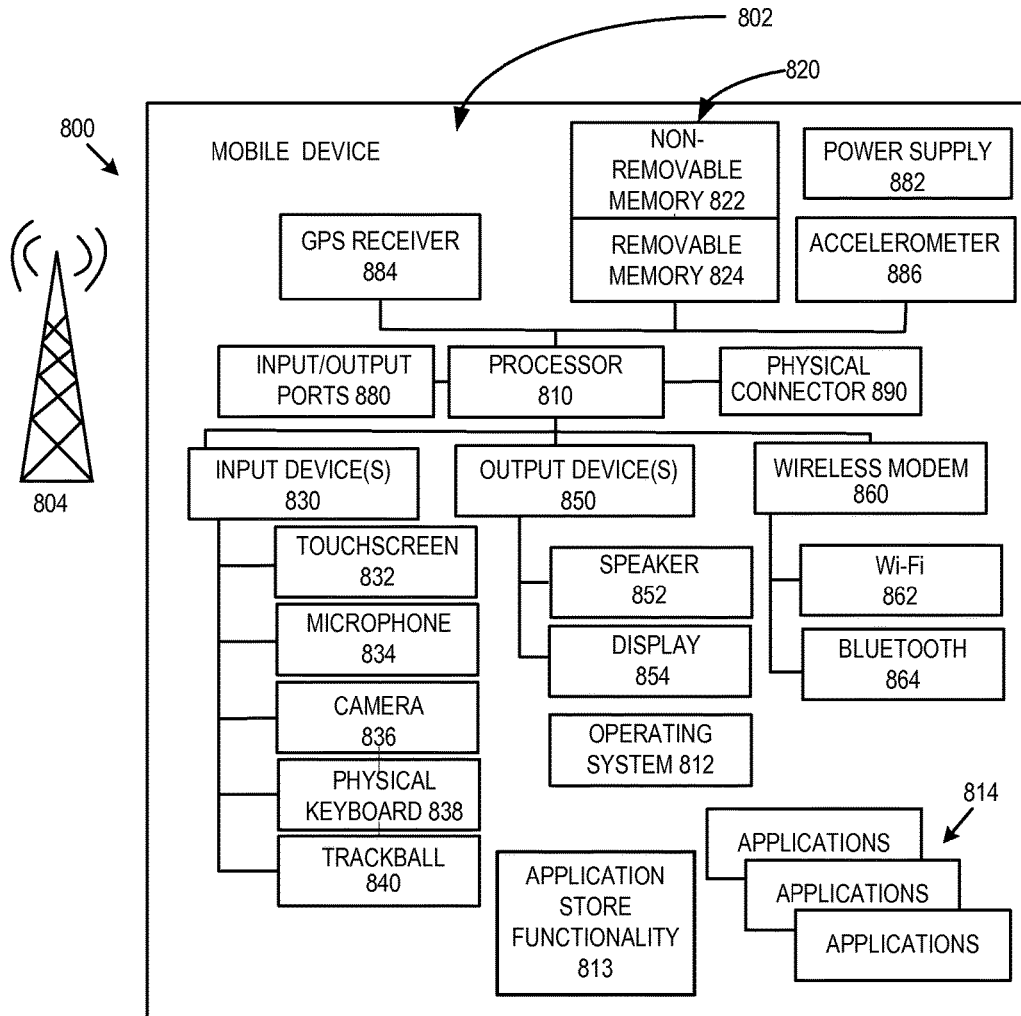 802
820
800
MOBILE DEVICE
NON-
REMOVABLE
MEMORY 822
POWER SUPPLY
882
GPS RECEIVER
884
REMOVABLE
MEMORY 824
ACCELEROMETER
886
INPUT/OUTPUT
PORTS 880
PROCESSOR
810
PHYSICAL
CONNECTOR 890
804
INPUT DEVICE(S)
830
OUTPUT DEVICE(S)
850
WIRELESS MODEM
860
TOUCHSCREEN
832
MICROPHONE
834
CAMERA
836
PHYSICAL
KEYBOARD 838
TRACKBALL
840
SPEAKER
852
DISPLAY
854
OPERATING
SYSTEM 812
Wi-Fi
862
BLUETOOTH
864
APPLICATION
STORE
FUNCTIONALITY
813
814
APPLICATIONS
APPLICATIONS
APPLICATIONS